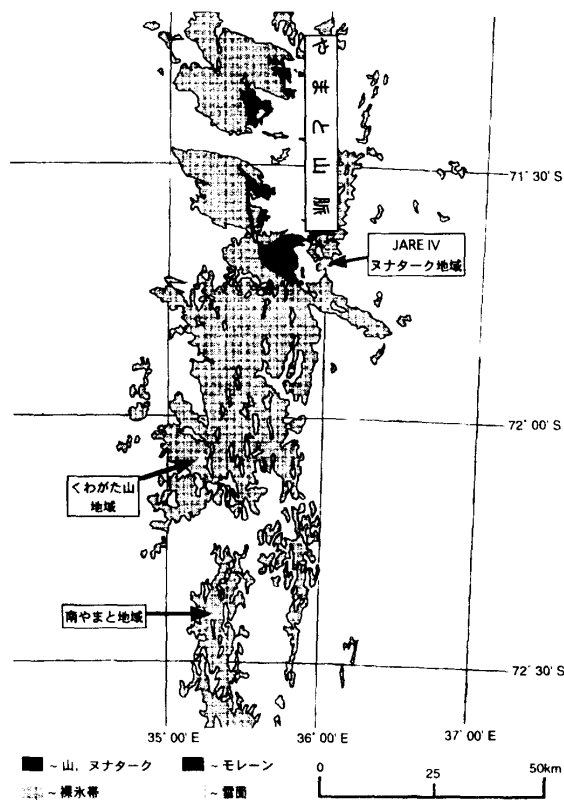 やまと山脈
71° 30' S
JARE IV
ヌナターク地域
72° 00' S
くわがた山
地域
南やまと地域
72° 30' S
35° 00' E
36° 00' E
37° 00' E
~山, ヌナターク
~モレーン
~裸氷帯
~雪面
0
25
50km